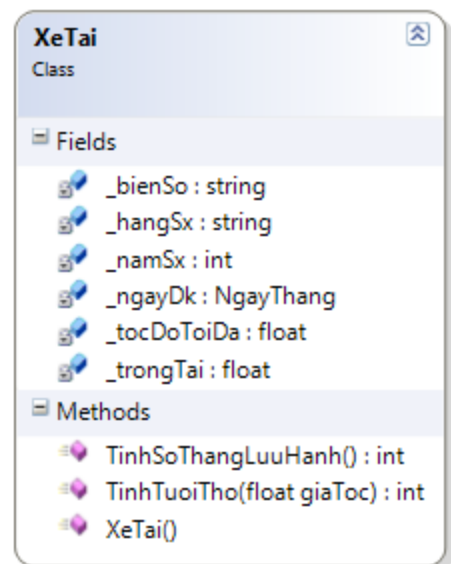 XeTai
Class
Fields
_bienSo : string
_hangSx : string
_namSx : int
_ngayDk : NgayThang
_tocDoToiDa : float
_trongTai : float
Methods
TinhSoThangLuuHanh() : int
TinhTuoiTho(float giaToc) : int
XeTai()